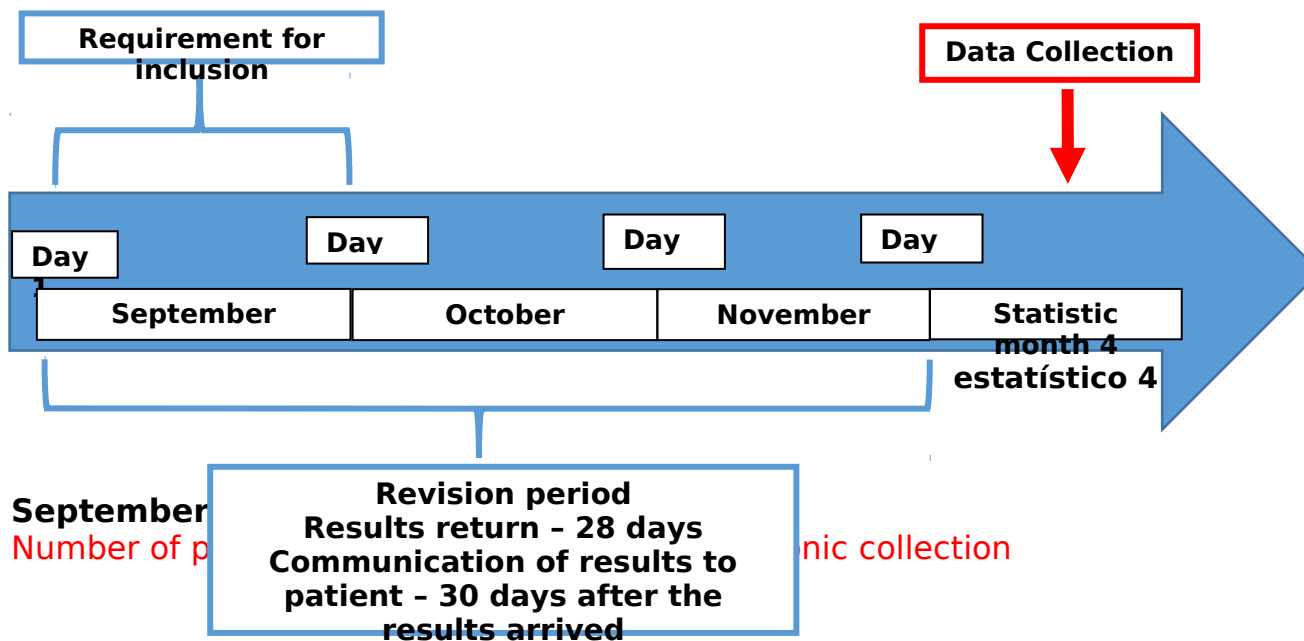 Requirement for
inclusion
Data Collection
Day
Day
Day
Day
September
October
November
Statistic
month 4
estatístico 4
Revision period
Results return – 28 days
Communication of results to
patient – 30 days after the
results arrived
September
Number of
collection